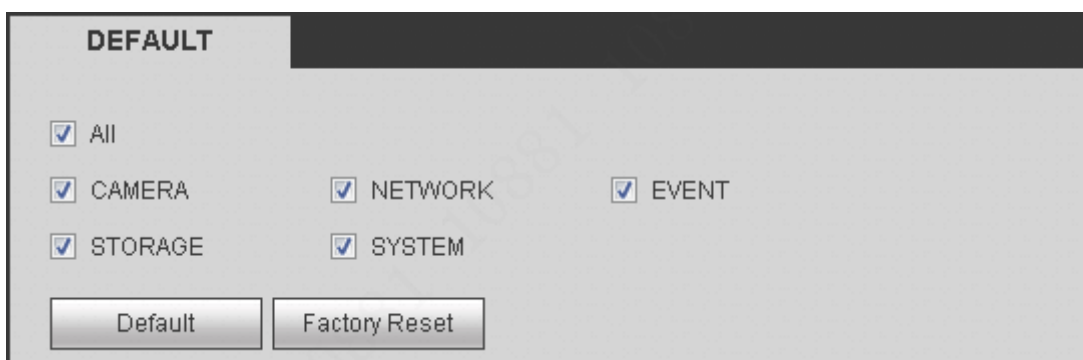 DEFAULT
All
CAMERA NETWORK EVENT
STORAGE SYSTEM
Default Factory Reset